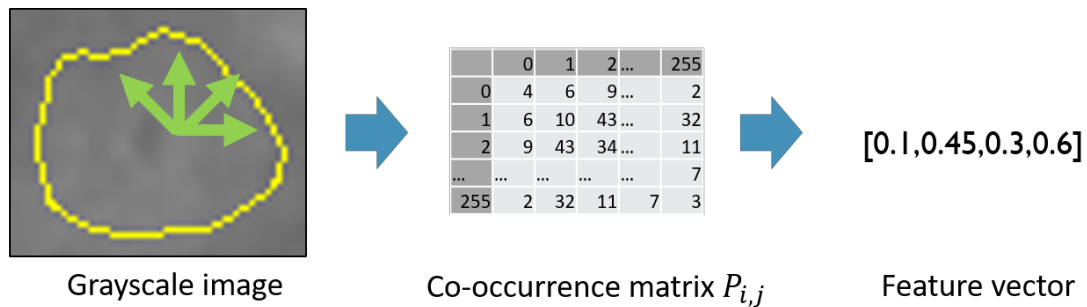 0 1 2... 255
0 4 6 9... 2
1 6 10 43... 32
2 9 43 34... 11
... ... ... ... ... 7
255 2 32 11 7 3
[0.1,0.45,0.3,0.6]
Grayscale image
Co-occurrence matrix P_{i,j}
Feature vector